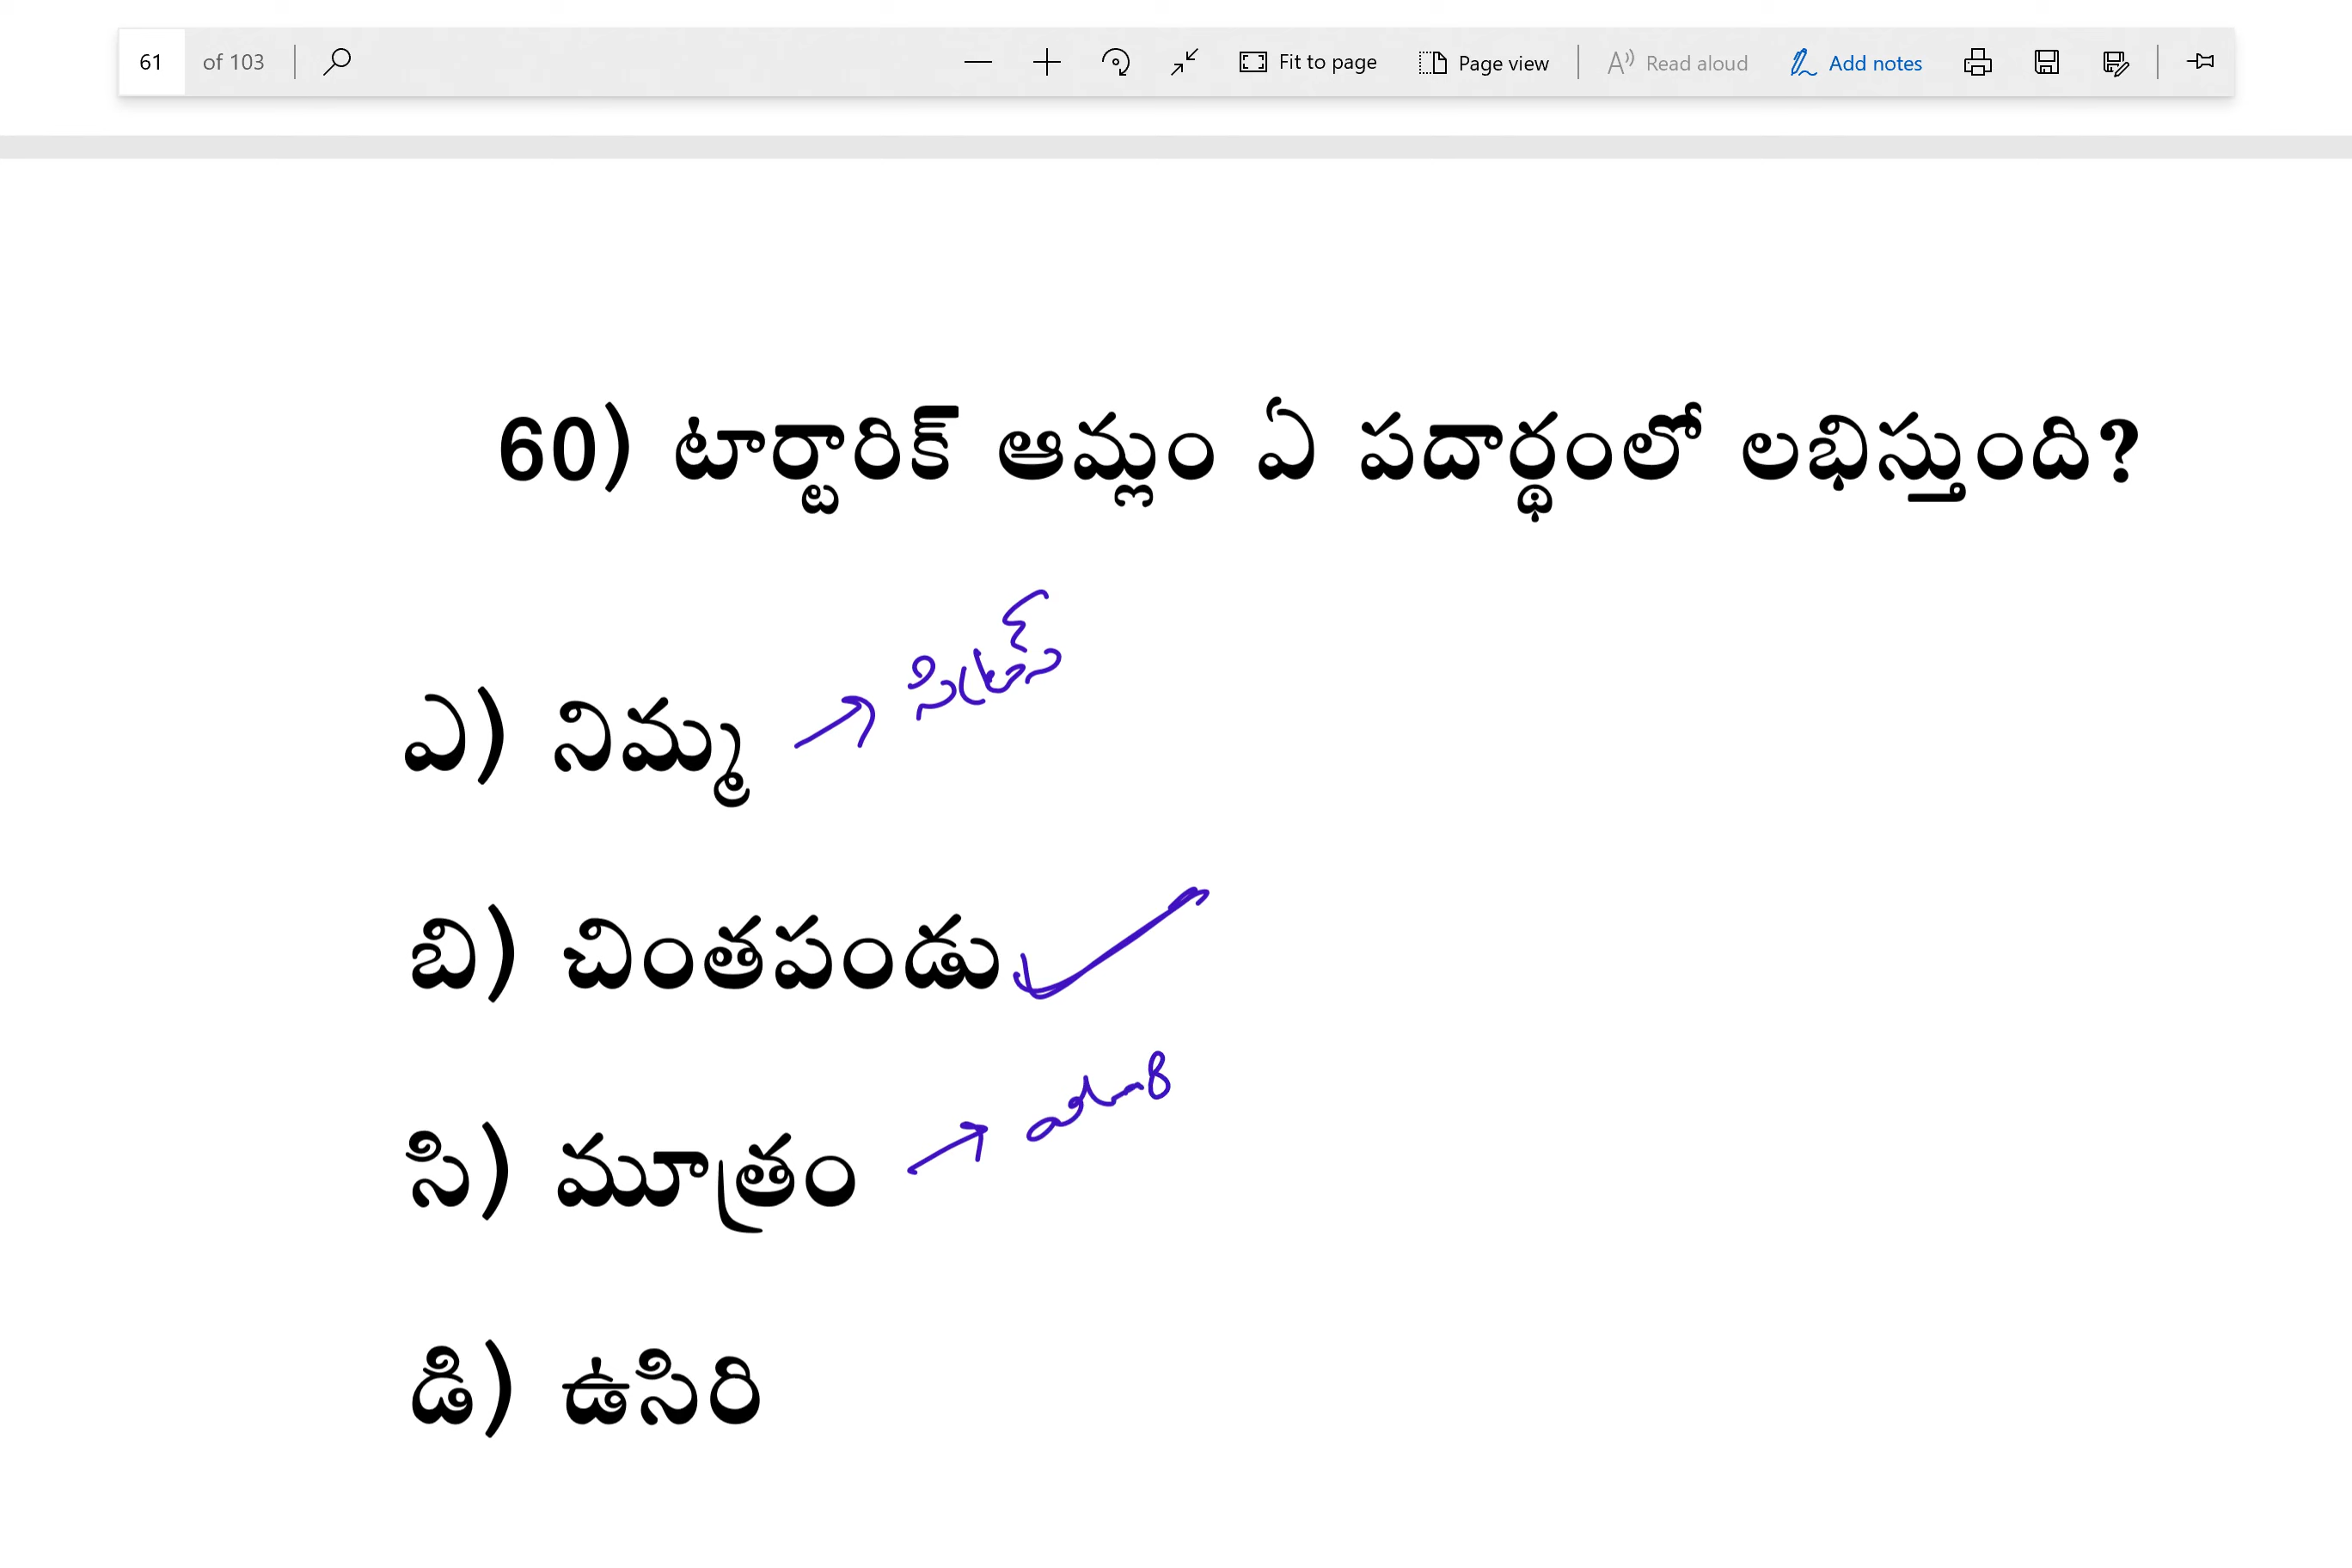 61 of 103 Fit to page Page view Read aloud Add notes
60) టార్టారిక్ ఆమ్లం ఏ పదార్థంలో లభిస్తుంది?
ఎ) నిమ్మ → సిట్రిక్
బి) చింతపండు
సి) మూత్రం →
డి) ఉసిరి